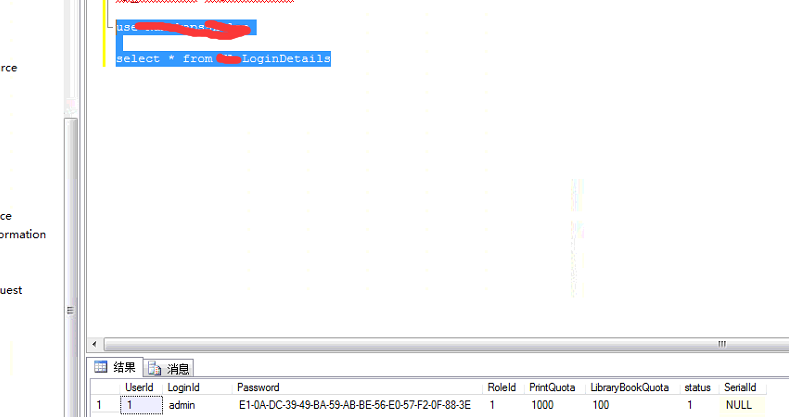 use
select * from LoginDetails
rce
ce
ormation
uest
结果 消息
UserId LoginId Password RoleId PrintQuota LibraryBookQuota status SerialId
1 1 admin E1-0A-DC-39-49-BA-59-AB-BE-56-E0-57-F2-0F-88-3E 1 1000 100 1 NULL